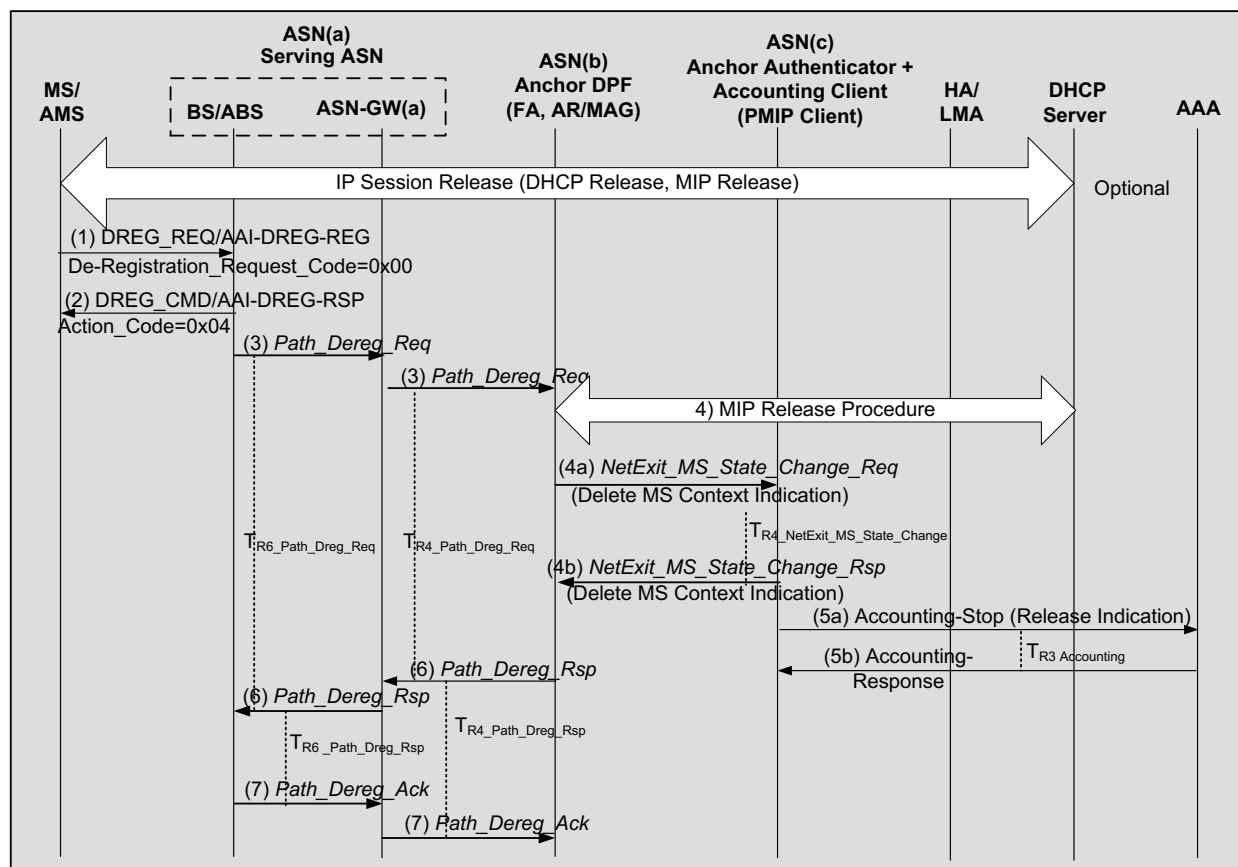 ASN(a)
Serving ASN
ASN(b)
Anchor DPF
(FA, AR/MAG)
ASN(c)
Anchor Authenticator +
Accounting Client
(PMIP Client)
MS/
AMS
BS/ABS
ASN-GW(a)
HA/
LMA
DHCP
Server
AAA
IP Session Release (DHCP Release, MIP Release)
Optional
(1) DREG_REQ/AAI-DREG-REG
De-Registration_Request_Code=0x00
(2) DREG_CMD/AAI-DREG-RSP
Action_Code=0x04
(3) Path_Dereg_Req
(3) Path_Dereg_Req
4) MIP Release Procedure
(4a) NetExit_MS_State_Change_Req
(Delete MS Context Indication)
TR6_Path_Dreg_Req
TR4_Path_Dreg_Req
TR4_NetExit_MS_State_Change
(4b) NetExit_MS_State_Change_Rsp
(Delete MS Context Indication)
(5a) Accounting-Stop (Release Indication)
TR3 Accounting
(5b) Accounting-
Response
(6) Path_Dereg_Rsp
(6) Path_Dereg_Rsp
TR4_Path_Dreg_Rsp
TR6 _Path_Dreg_Rsp
(7) Path_Dereg_Ack
(7) Path_Dereg_Ack